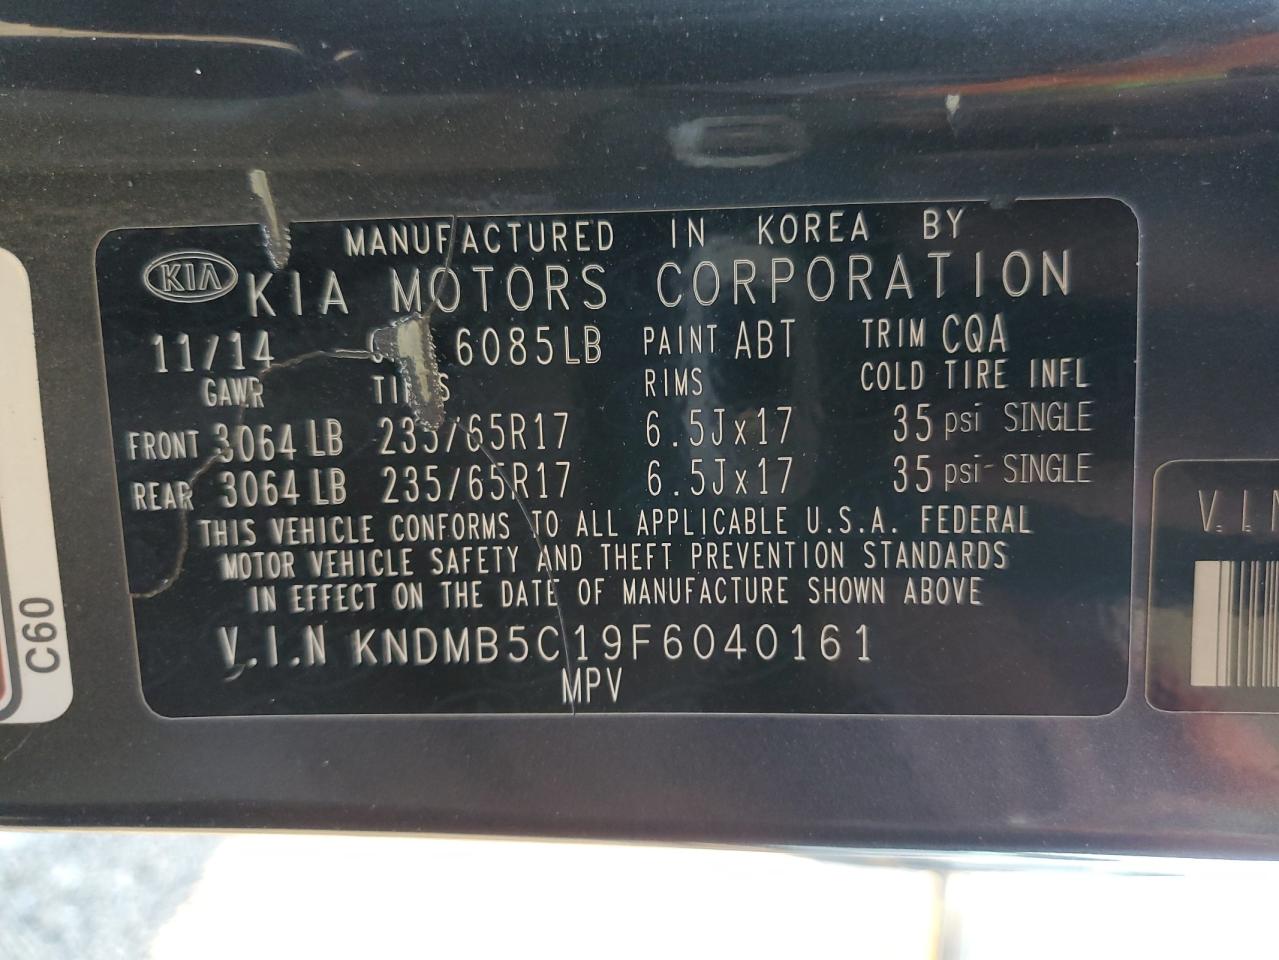 MANUFACTURED IN KOREA BY
KIA KIA MOTORS CORPORATION
11/14 6085LB PAINT ABT TRIM CQA
GAWR RIMS COLD TIRE INFL
FRONT 3064 LB 235/65R17 6.5Jx17 35 psi SINGLE
REAR 3064 LB 235/65R17 6.5Jx17 35 psi SINGLE
THIS VEHICLE CONFORMS TO ALL APPLICABLE U.S.A. FEDERAL
MOTOR VEHICLE SAFETY AND THEFT PREVENTION STANDARDS
IN EFFECT ON THE DATE OF MANUFACTURE SHOWN ABOVE
V.I.N KNDMB5C19F6040161
MPV
C60
V.I.N